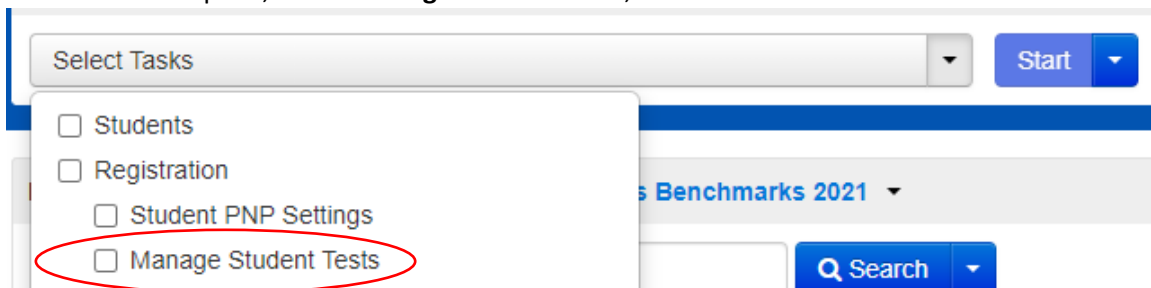 Select Tasks Start
Students
Registration
s Benchmarks 2021
Student PNP Settings
Manage Student Tests
Search